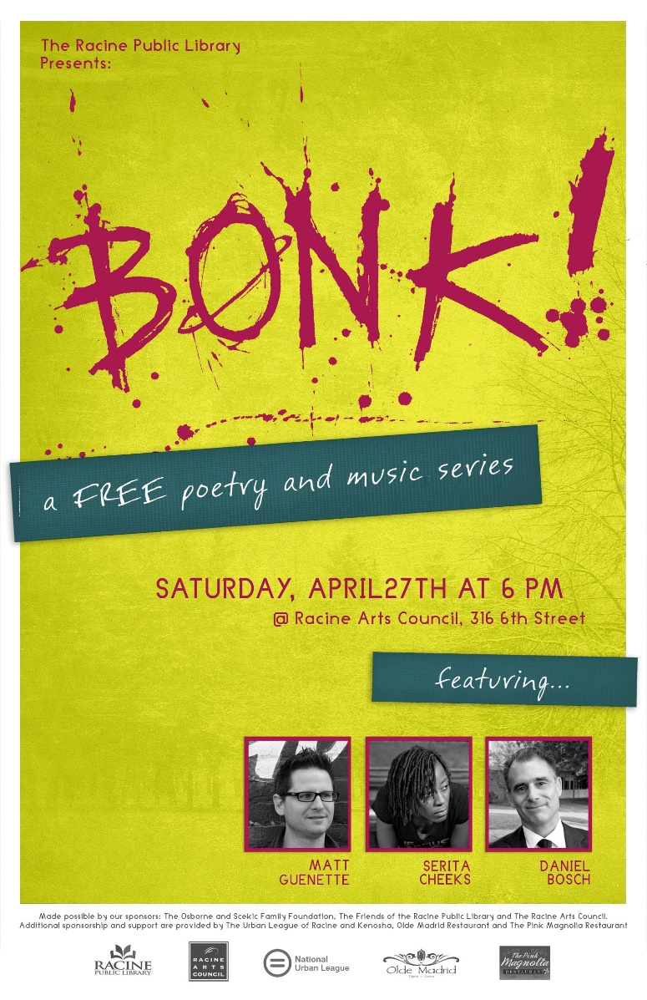 The Racine Public Library
Presents:
BONK!
a FREE poetry and music series
SATURDAY, APRIL27TH AT 6 PM
@ Racine Arts Council, 316 6th Street
featuring...
MATT
GUENETTE
SERITA
CHEEKS
DANIEL
BOSCH
Made possible by our sponsors: The Osborne and Scekic Family Foundation, The Friends of the Racine Public Library and The Racine Arts Council.
Additional sponsorship and support are provided by The Urban League of Racine and Kenosha, Olde Madrid Restaurant and The Pink Magnolia Restaurant
RACINE
PUBLIC LIBRARY
RACINE
ARTS
COUNCIL
National
Urban League
Olde Madrid
The Pink
Magnolia
RESTAURANT